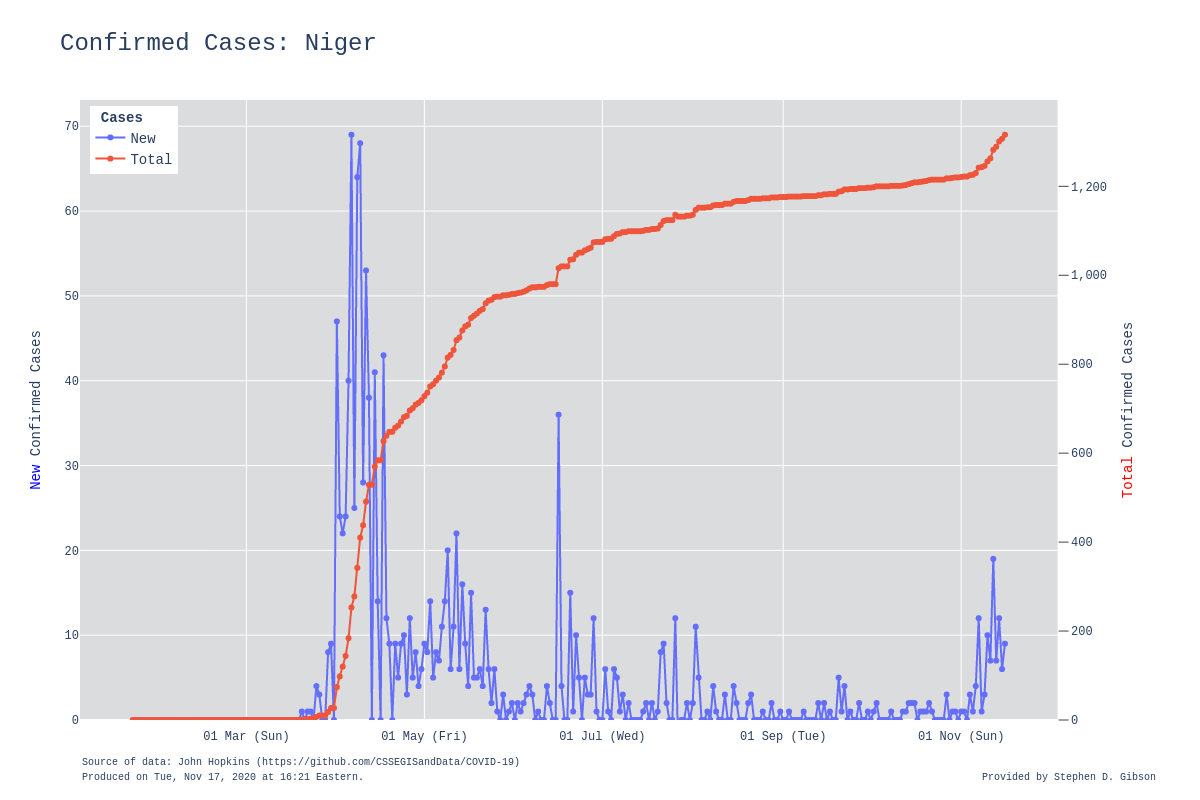 Confirmed Cases: Niger
Cases
New
Total
70
60
50
40
30
20
10
0
New Confirmed Cases
1,200
1,000
800
600
400
200
0
Total Confirmed Cases
01 Mar (Sun)
01 May (Fri)
01 Jul (Wed)
01 Sep (Tue)
01 Nov (Sun)
Source of data: John Hopkins (https://github.com/CSSEGISandData/COVID-19)
Produced on Tue, Nov 17, 2020 at 16:21 Eastern.
Provided by Stephen D. Gibson